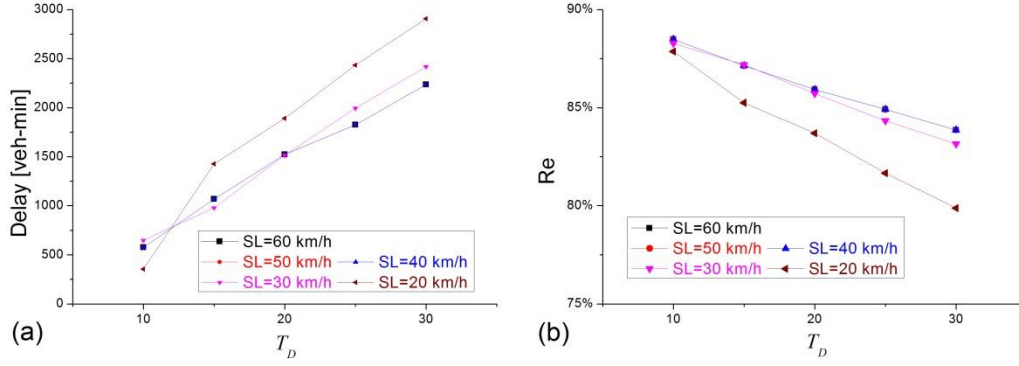 3000
2500
2000
1500
1000
500
0
Delay [veh-min]
SL=60 km/h
SL=50 km/h SL=40 km/h
SL=30 km/h SL=20 km/h
10 20 30
(a) T_D
90%
85%
80%
75%
Re
SL=60 km/h
SL=50 km/h SL=40 km/h
SL=30 km/h SL=20 km/h
10 15 20 25 30
(b) T_D